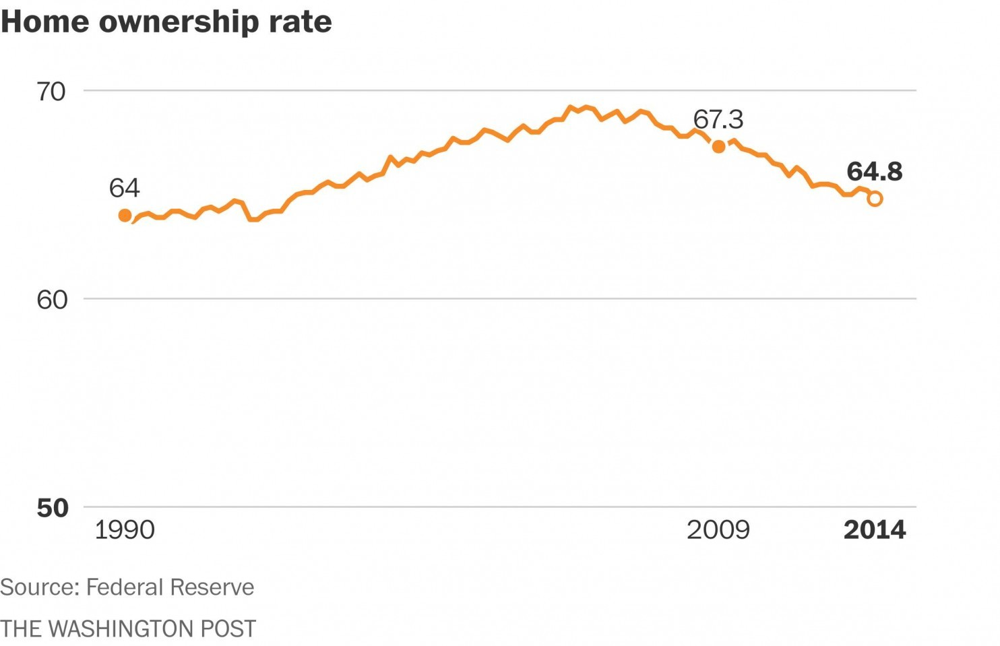 Home ownership rate
70
67.3
64.8
64
60
50
1990 2009 2014
Source: Federal Reserve
THE WASHINGTON POST